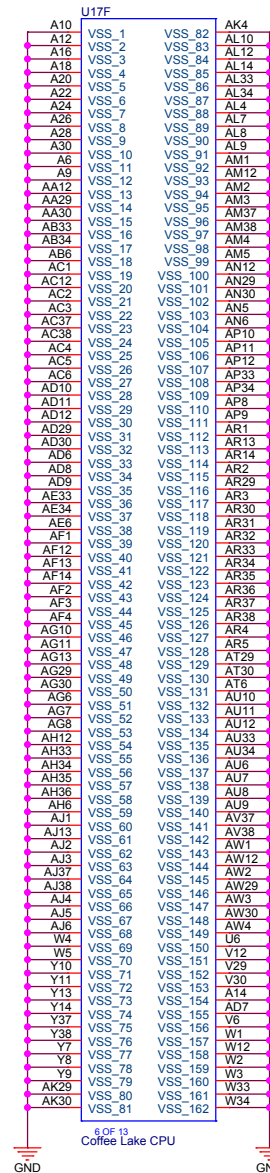 U17F
A10 VSS_1 VSS_82 AK4
A12 VSS_2 VSS_83 AL10
A16 VSS_3 VSS_84 AL12
A18 VSS_4 VSS_85 AL14
A20 VSS_5 VSS_86 AL33
A22 VSS_6 VSS_87 AL34
A24 VSS_7 VSS_88 AL4
A26 VSS_8 VSS_89 AL7
A28 VSS_9 VSS_90 AL8
A30 VSS_10 VSS_91 AL9
A6 VSS_11 VSS_92 AM1
A9 VSS_12 VSS_93 AM12
AA12 VSS_13 VSS_94 AM2
AA29 VSS_14 VSS_95 AM3
AA30 VSS_15 VSS_96 AM37
AB33 VSS_16 VSS_97 AM38
AB34 VSS_17 VSS_98 AM4
AB6 VSS_18 VSS_99 AM5
AC1 VSS_19 VSS_100 AN12
AC12 VSS_20 VSS_101 AN29
AC2 VSS_21 VSS_102 AN30
AC3 VSS_22 VSS_103 AN5
AC37 VSS_23 VSS_104 AN6
AC38 VSS_24 VSS_105 AP10
AC4 VSS_25 VSS_106 AP11
AC5 VSS_26 VSS_107 AP12
AC6 VSS_27 VSS_108 AP33
AD10 VSS_28 VSS_109 AP34
AD11 VSS_29 VSS_110 AP8
AD12 VSS_30 VSS_111 AP9
AD29 VSS_31 VSS_112 AR1
AD30 VSS_32 VSS_113 AR13
AD6 VSS_33 VSS_114 AR14
AD8 VSS_34 VSS_115 AR2
AD9 VSS_35 VSS_116 AR29
AE33 VSS_36 VSS_117 AR3
AE34 VSS_37 VSS_118 AR30
AE6 VSS_38 VSS_119 AR31
AF1 VSS_39 VSS_120 AR32
AF12 VSS_40 VSS_121 AR33
AF13 VSS_41 VSS_122 AR34
AF14 VSS_42 VSS_123 AR35
AF2 VSS_43 VSS_124 AR36
AF3 VSS_44 VSS_125 AR37
AF4 VSS_45 VSS_126 AR38
AG10 VSS_46 VSS_127 AR4
AG11 VSS_47 VSS_128 AR5
AG13 VSS_48 VSS_129 AT29
AG29 VSS_49 VSS_130 AT30
AG30 VSS_50 VSS_131 AT6
AG6 VSS_51 VSS_132 AU10
AG7 VSS_52 VSS_133 AU11
AG8 VSS_53 VSS_134 AU12
AH12 VSS_54 VSS_135 AU33
AH33 VSS_55 VSS_136 AU34
AH34 VSS_56 VSS_137 AU6
AH35 VSS_57 VSS_138 AU7
AH36 VSS_58 VSS_139 AU8
AH6 VSS_59 VSS_140 AU9
AJ1 VSS_60 VSS_141 AV37
AJ13 VSS_61 VSS_142 AV38
AJ2 VSS_62 VSS_143 AW1
AJ3 VSS_63 VSS_144 AW12
AJ37 VSS_64 VSS_145 AW2
AJ38 VSS_65 VSS_146 AW29
AJ4 VSS_66 VSS_147 AW3
AJ5 VSS_67 VSS_148 AW30
AJ6 VSS_68 VSS_149 AW4
W4 VSS_69 VSS_150 U6
W5 VSS_70 VSS_151 V12
Y10 VSS_71 VSS_152 V29
Y11 VSS_72 VSS_153 V30
Y13 VSS_73 VSS_154 A14
Y14 VSS_74 VSS_155 AD7
Y37 VSS_75 VSS_156 V6
Y38 VSS_76 VSS_157 W1
Y7 VSS_77 VSS_158 W12
Y8 VSS_78 VSS_159 W2
Y9 VSS_79 VSS_160 W3
AK29 VSS_80 VSS_161 W33
AK30 VSS_81 VSS_162 W34
6 OF 13
Coffee Lake CPU
GND